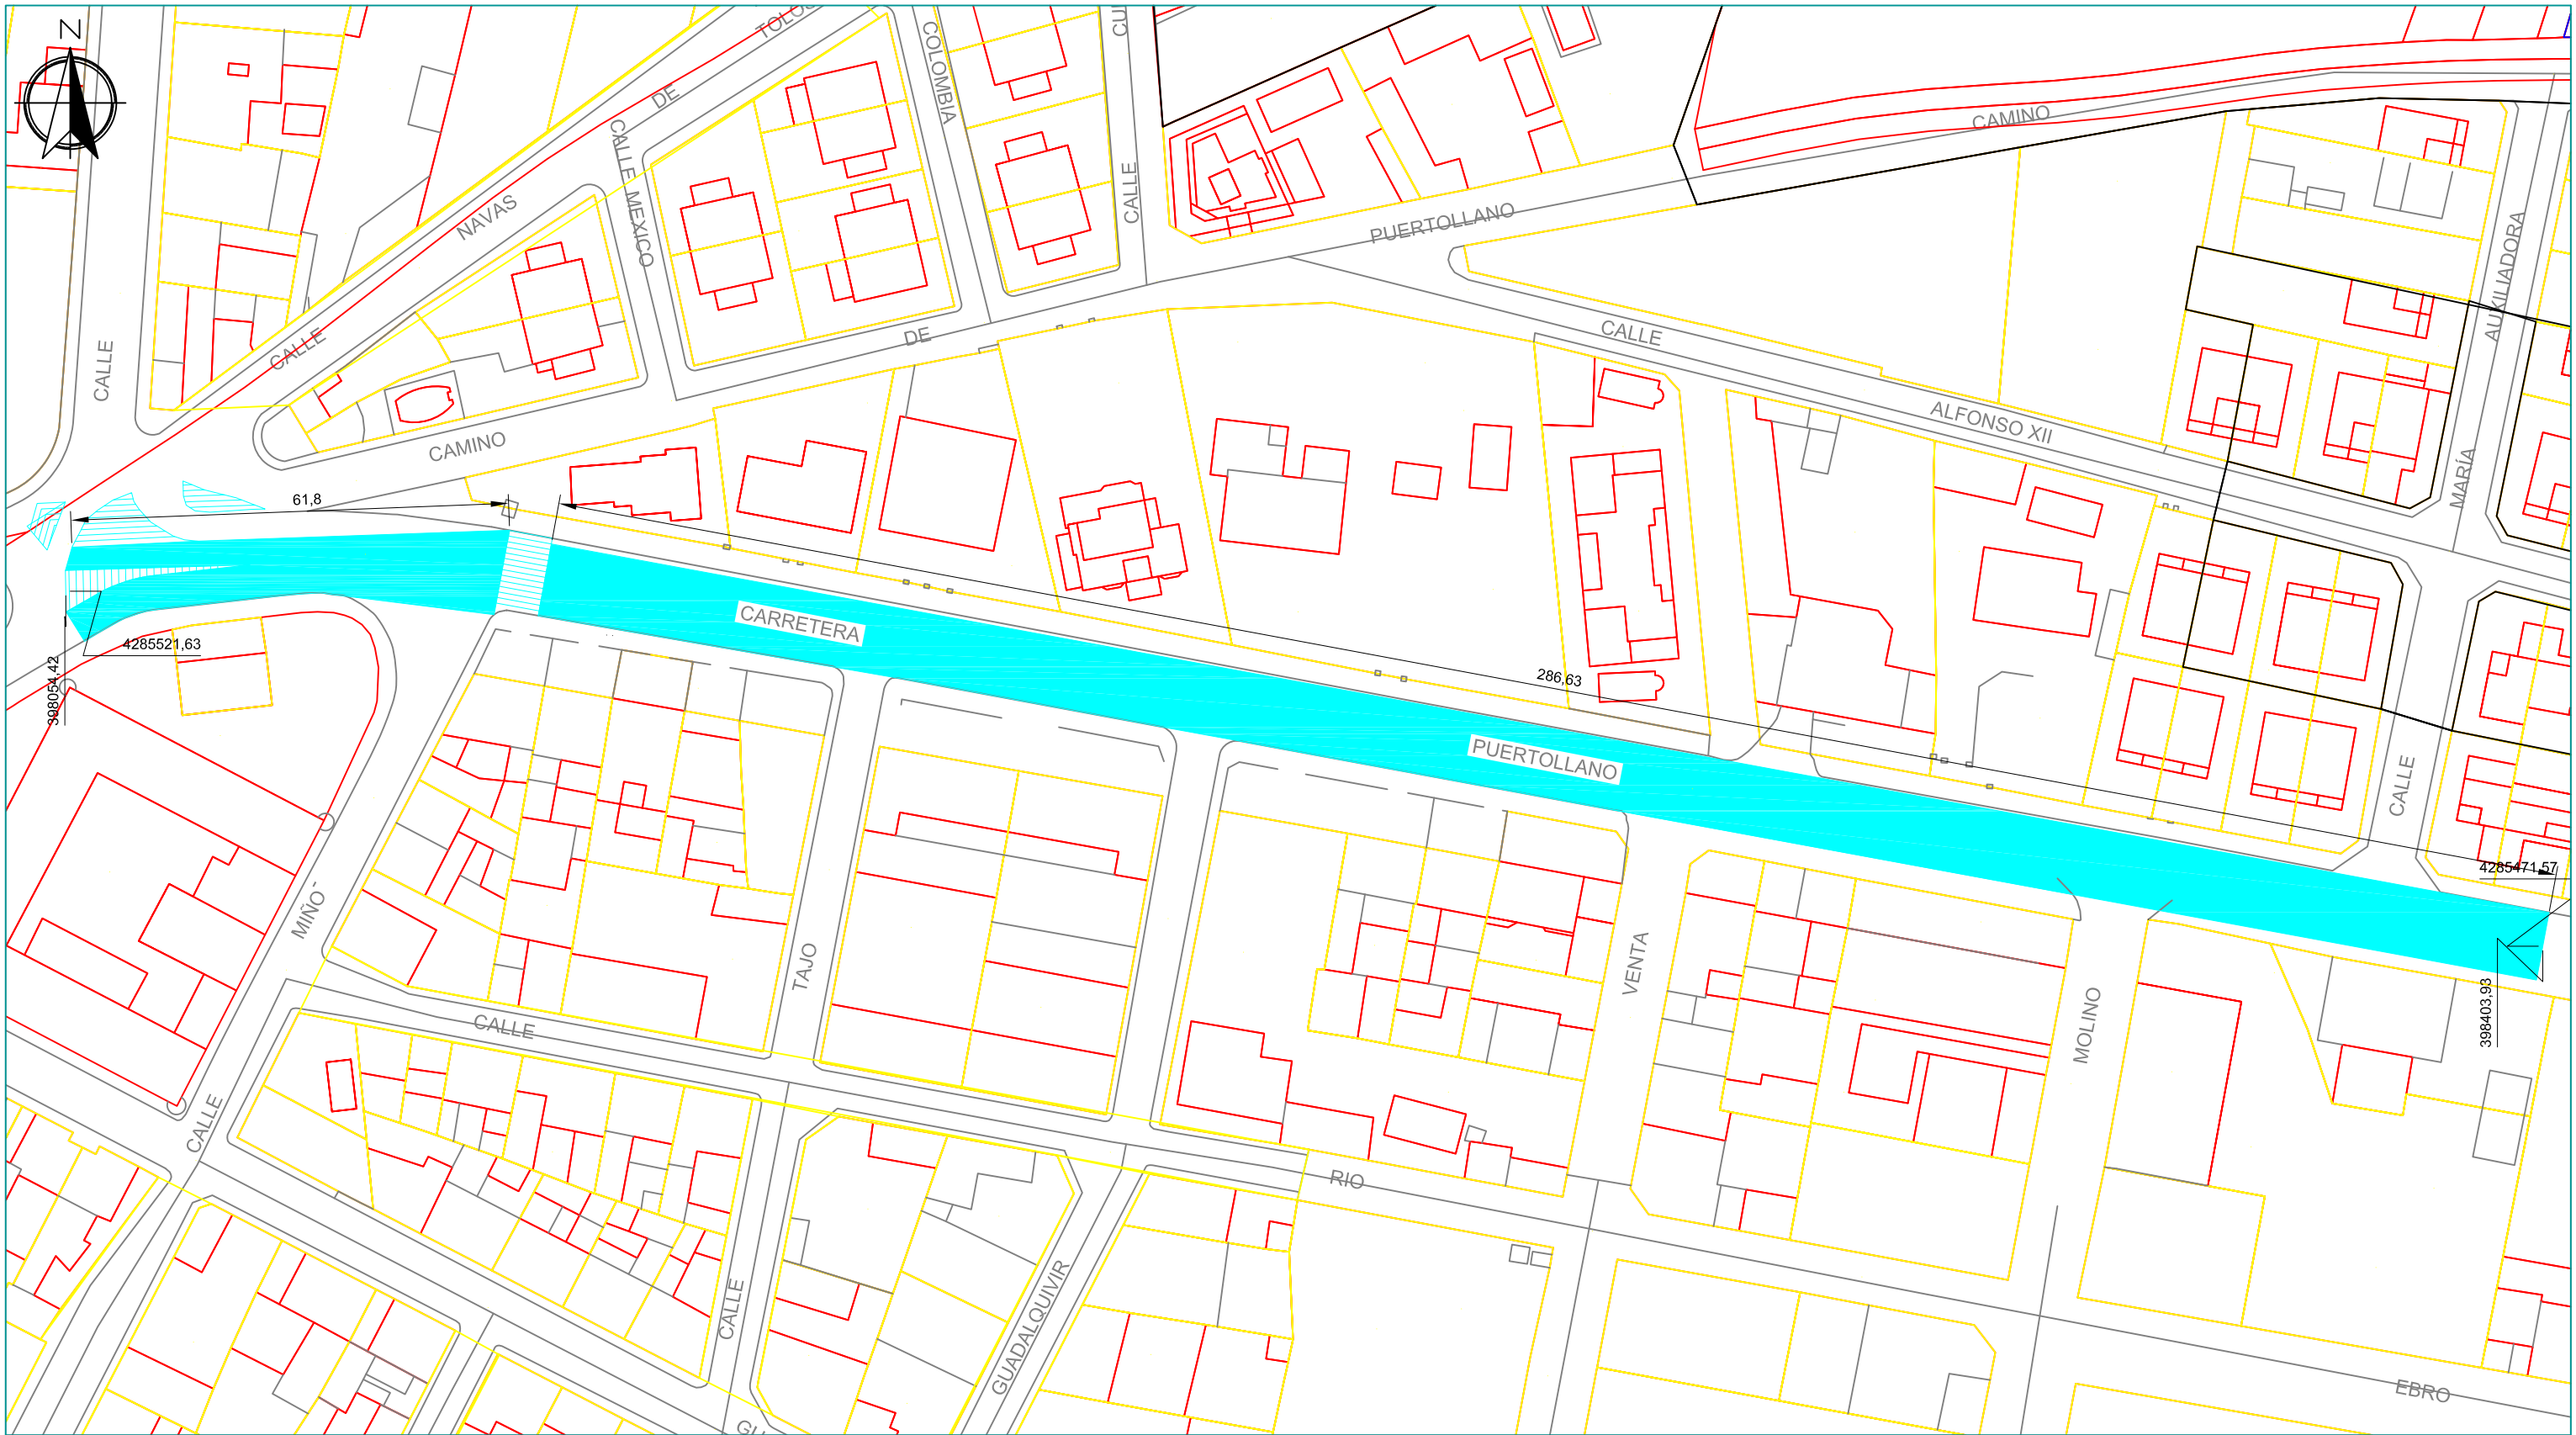 N
TOLOS
COLOMBIA
CALLE
DE
CALLE MEXICO
NAVAS
CALLE
CALLE
CAMINO
DE
PUERTOLLANO
CAMINO
CALLE
ALFONSO XII
MARÍA
AUXILIADORA
61,8
4285521,63
398054,42
CARRETERA
286,63
PUERTOLLANO
CALLE
4285471,57
398403,93
MIÑO
CALLE
TAJO
CALLE
VENTA
MOLINO
CALLE
GUADALQUIVIR
RIO
EBRO